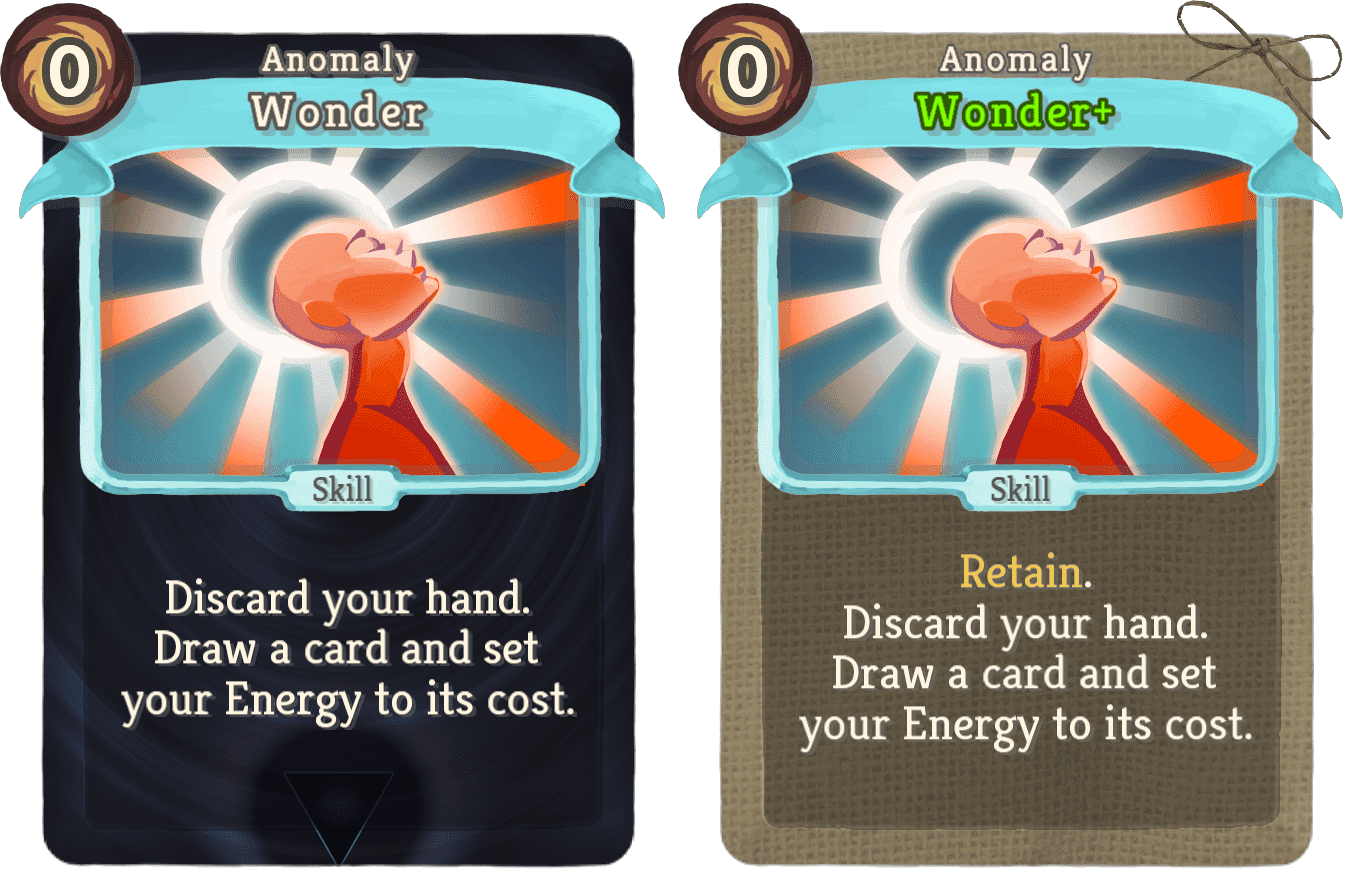 0
Anomaly
Wonder
Skill
Discard your hand.
Draw a card and set
your Energy to its cost.
0
Anomaly
Wonder+
Skill
Retain.
Discard your hand.
Draw a card and set
your Energy to its cost.